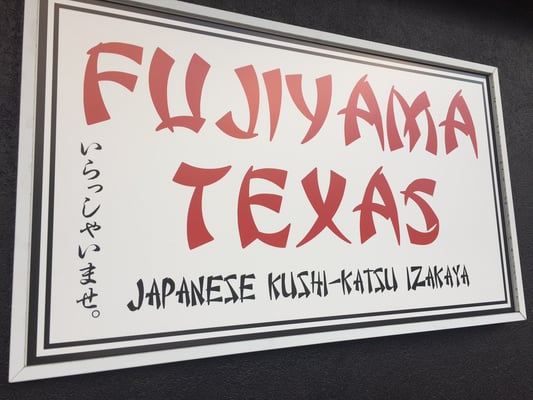 FUJIYAMA
TEXAS
JAPANESE KUSHI-KATSU IZAKAYA
いらっしゃいませ。